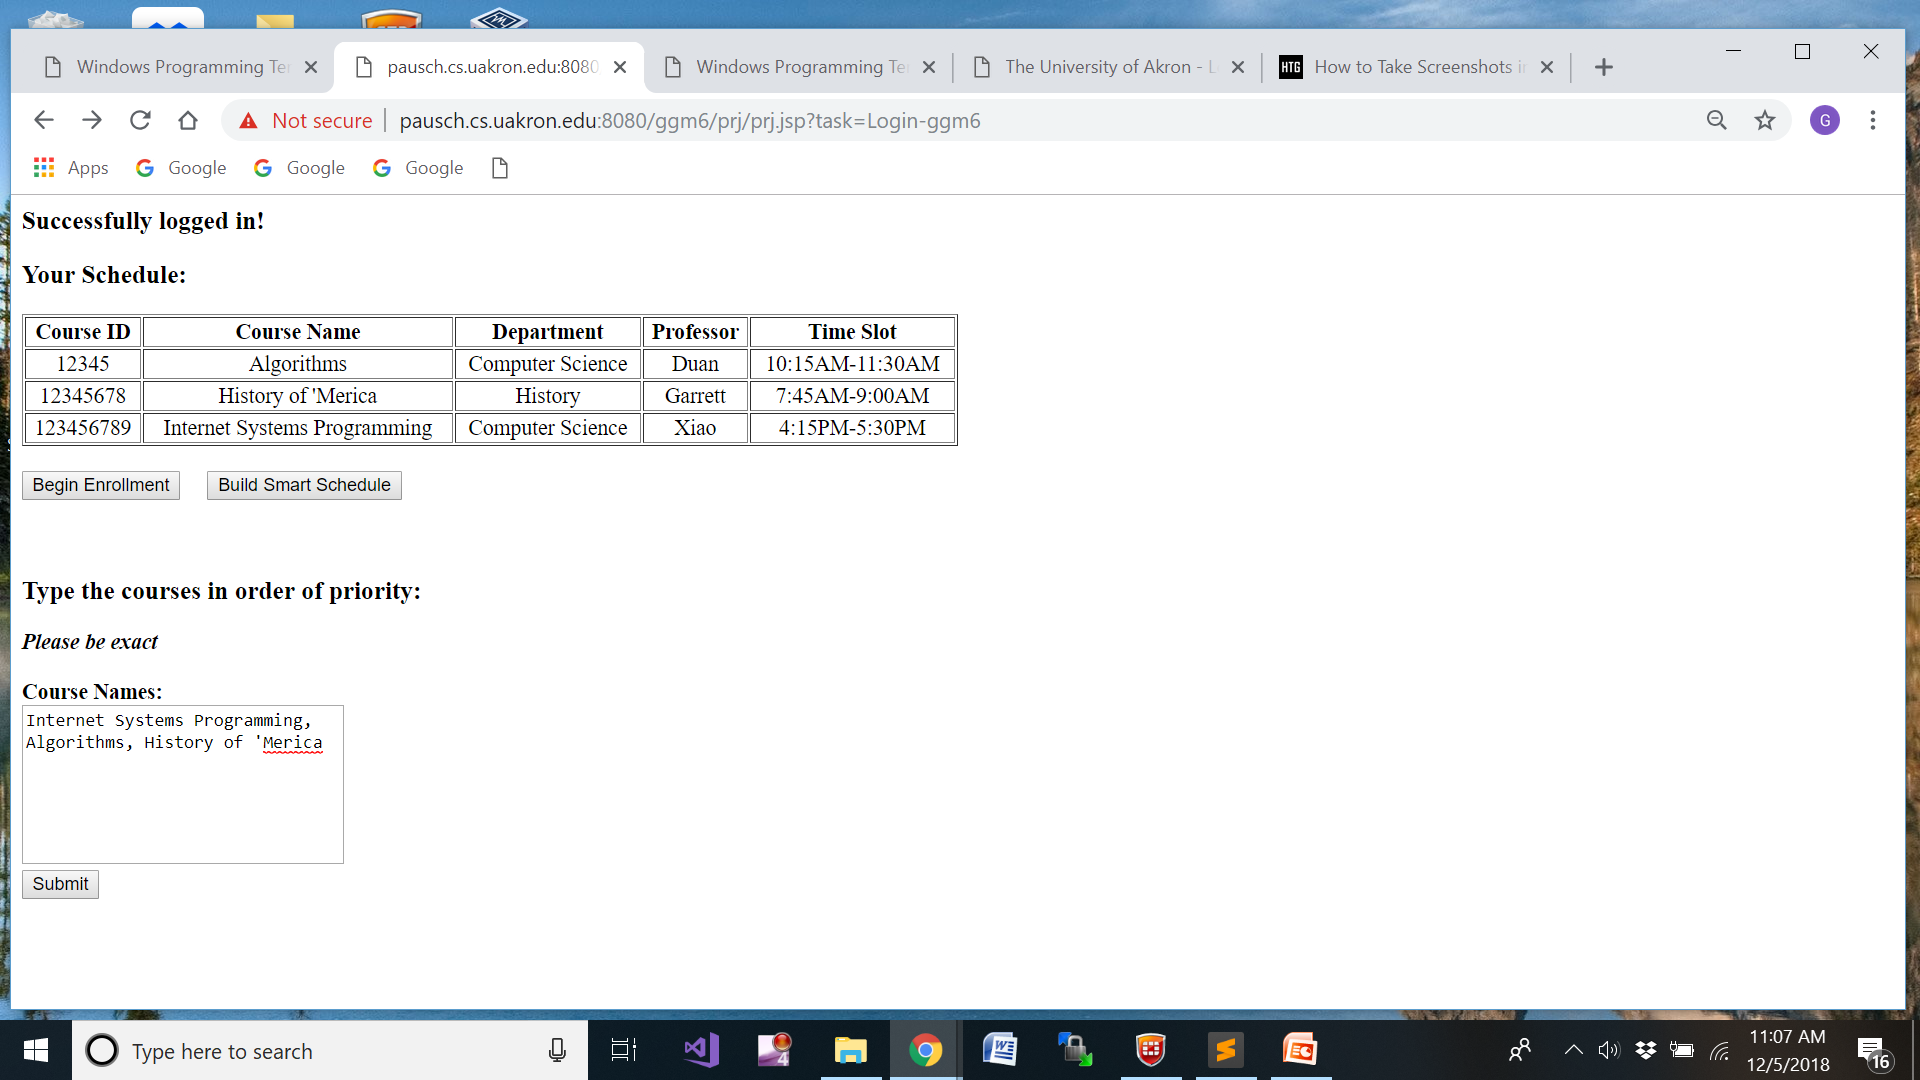 Windows Programming Te
pausch.cs.uakron.edu:8080
Windows Programming Te
The University of Akron - L
HTG How to Take Screenshots i
Not secure
pausch.cs.uakron.edu:8080/ggm6/prj/prj.jsp?task=Login-ggm6
G
Apps
Google
Google
Google
Successfully logged in!
Your Schedule:
Course ID Course Name Department Professor Time Slot
12345 Algorithms Computer Science Duan 10:15AM-11:30AM
12345678 History of 'Merica History Garrett 7:45AM-9:00AM
123456789 Internet Systems Programming Computer Science Xiao 4:15PM-5:30PM
Begin Enrollment Build Smart Schedule
Type the courses in order of priority:
Please be exact
Course Names:
Internet Systems Programming,
Algorithms, History of 'Merica
Submit
Type here to search
11:07 AM
12/5/2018
16